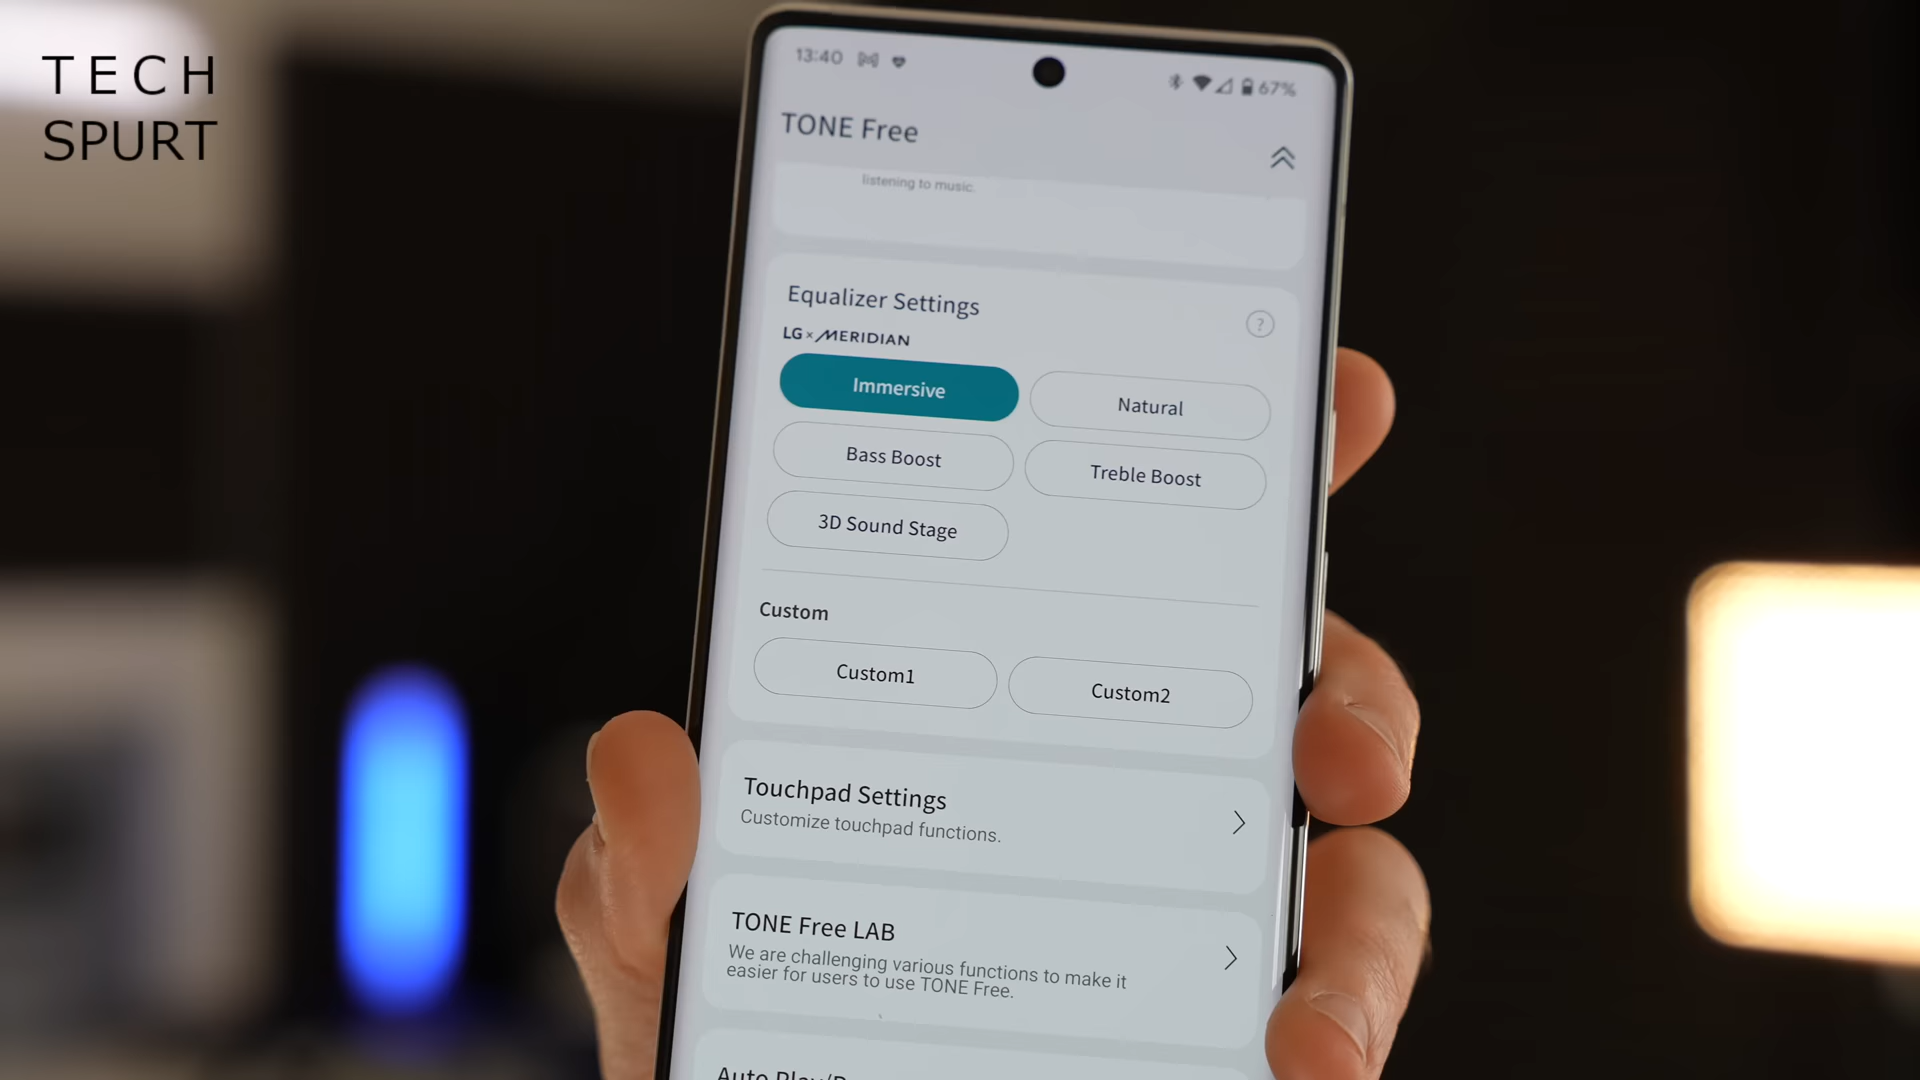 TECH
SPURT
13:40
67%
TONE Free
listening to music.
Equalizer Settings
?
LG × MERIDIAN
Immersive
Natural
Bass Boost
Treble Boost
3D Sound Stage
Custom
Custom1
Custom2
Touchpad Settings
Customize touchpad functions.
TONE Free LAB
We are challenging various functions to make it
easier for users to use TONE Free.
Auto Play/